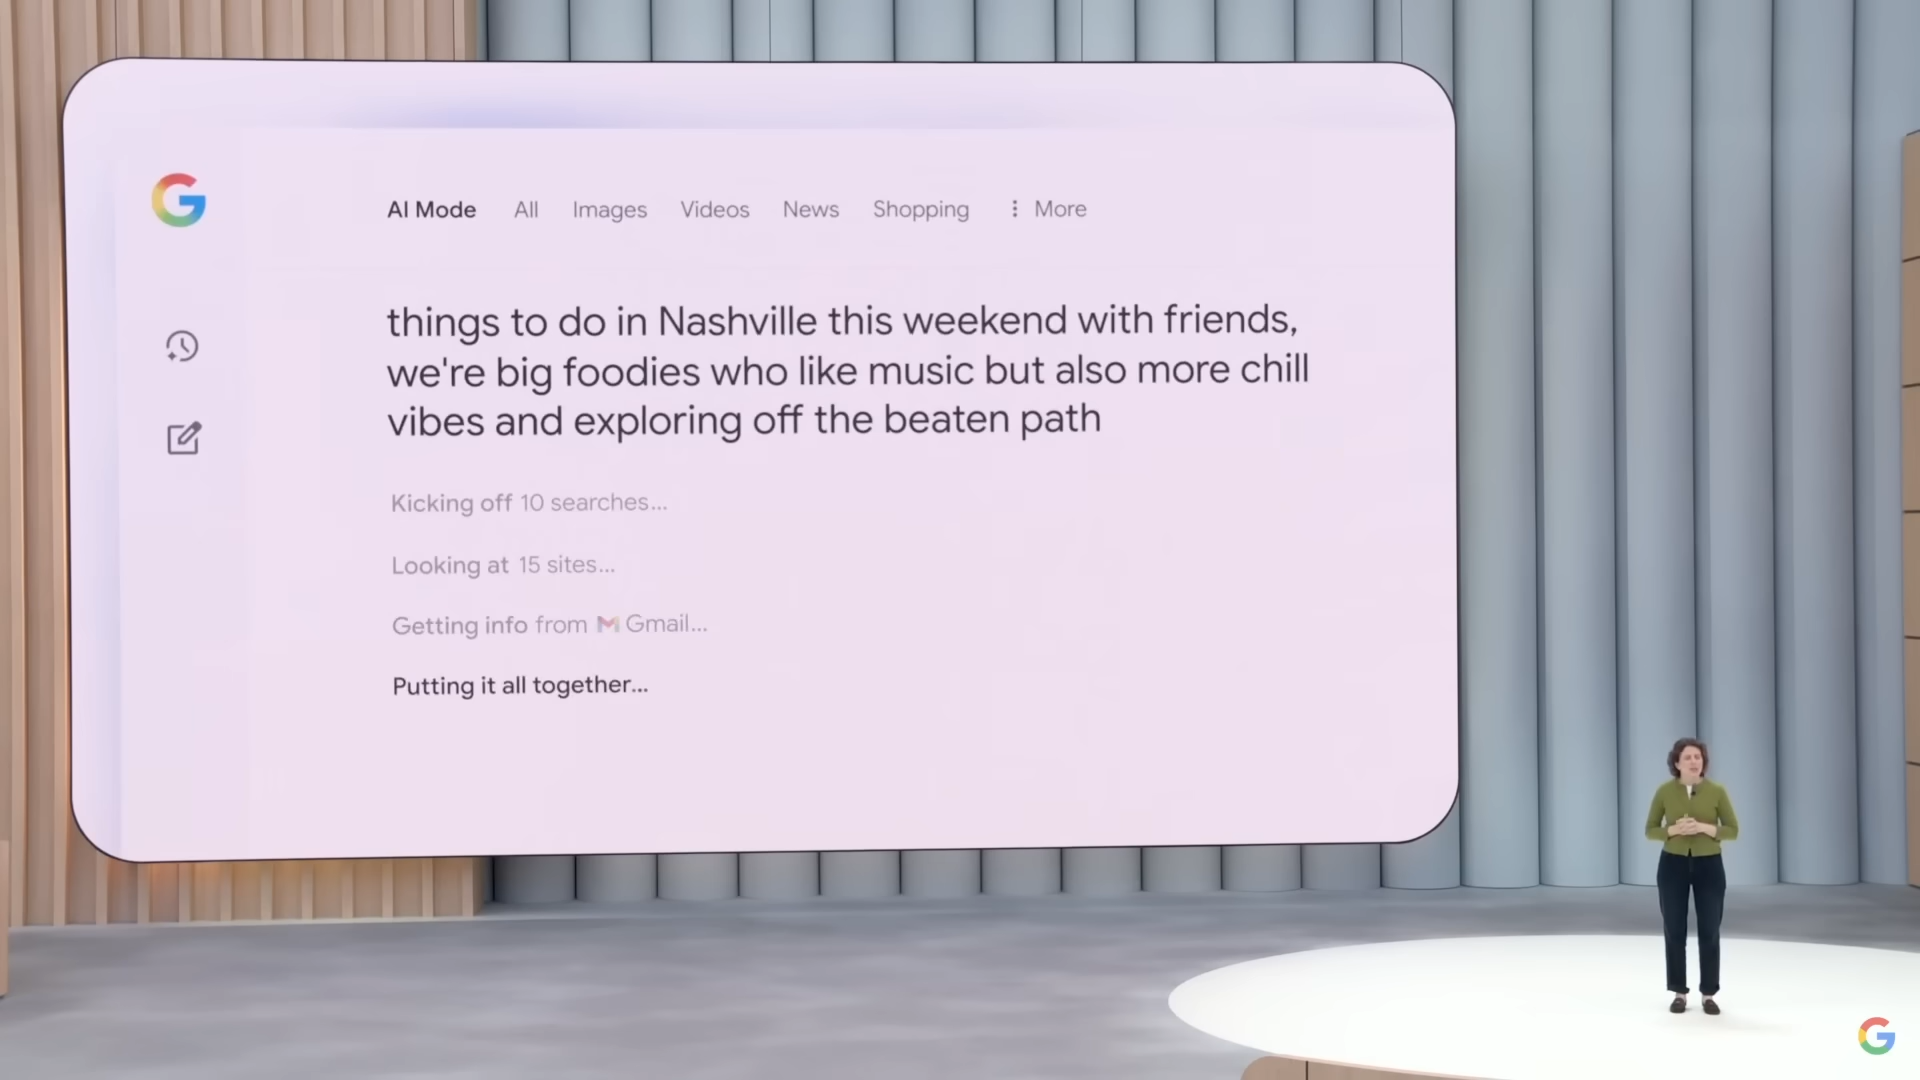 AI Mode All Images Videos News Shopping More
things to do in Nashville this weekend with friends,
we're big foodies who like music but also more chill
vibes and exploring off the beaten path
Kicking off 10 searches...
Looking at 15 sites...
Getting info from Gmail...
Putting it all together...